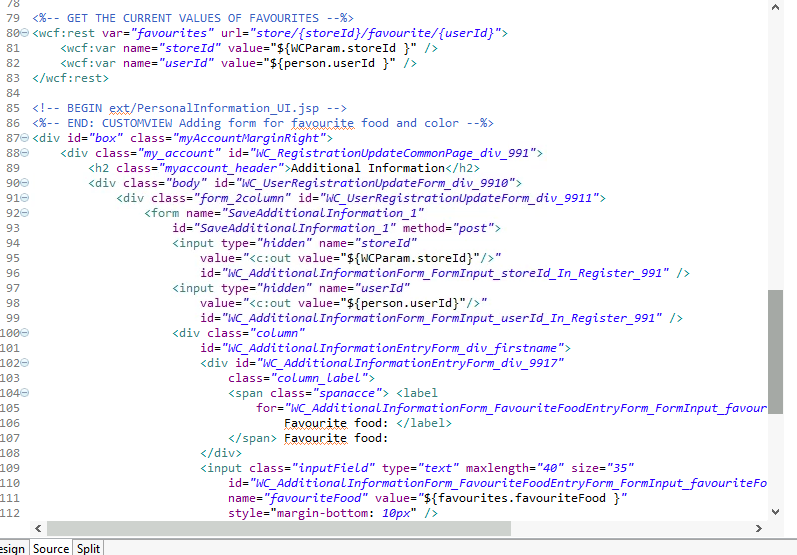 78
79 <%-- GET THE CURRENT VALUES OF FAVOURITES --%>
80 <wcf:rest var="favourites" url="store/{storeId}/favourite/{userId}">
81 <wcf:var name="storeId" value="${WCParam.storeId }" />
82 <wcf:var name="userId" value="${person.userId }" />
83 </wcf:rest>
84
85 <!-- BEGIN ext/PersonalInformation_UI.jsp -->
86 <%-- END: CUSTOMVIEW Adding form for favourite food and color --%>
87 <div id="box" class="myAccountMarginRight">
88 <div class="my_account" id="WC_RegistrationUpdateCommonPage_div_991">
89 <h2 class="myaccount_header">Additional Information</h2>
90 <div class="body" id="WC_UserRegistrationUpdateForm_div_9910">
91 <div class="form_2column" id="WC_UserRegistrationUpdateForm_div_9911">
92 <form name="SaveAdditionalInformation_1"
93 id="SaveAdditionalInformation_1" method="post">
94 <input type="hidden" name="storeId"
95 value="<c:out value="${WCParam.storeId}"/>"
96 id="WC_AdditionalInformationForm_FormInput_storeId_In_Register_991" />
97 <input type="hidden" name="userId"
98 value="<c:out value="${person.userId}"/>"
99 id="WC_AdditionalInformationForm_FormInput_userId_In_Register_991" />
100 <div class="column"
101 id="WC_AdditionalInformationEntryForm_div_firstname">
102 <div id="WC_AdditionalInformationEntryForm_div_9917"
103 class="column_label">
104 <span class="spanacce"> <label
105 for="WC_AdditionalInformationForm_FavouriteFoodEntryForm_FormInput_favour
106 Favourite food: </label>
107 </span> Favourite food:
108 </div>
109 <input class="inputField" type="text" maxlength="40" size="35"
110 id="WC_AdditionalInformationForm_FavouriteFoodEntryForm_FormInput_favouriteFo
111 name="favouriteFood" value="${favourites.favouriteFood }"
112 style="margin-bottom: 10px" />
esign Source Split